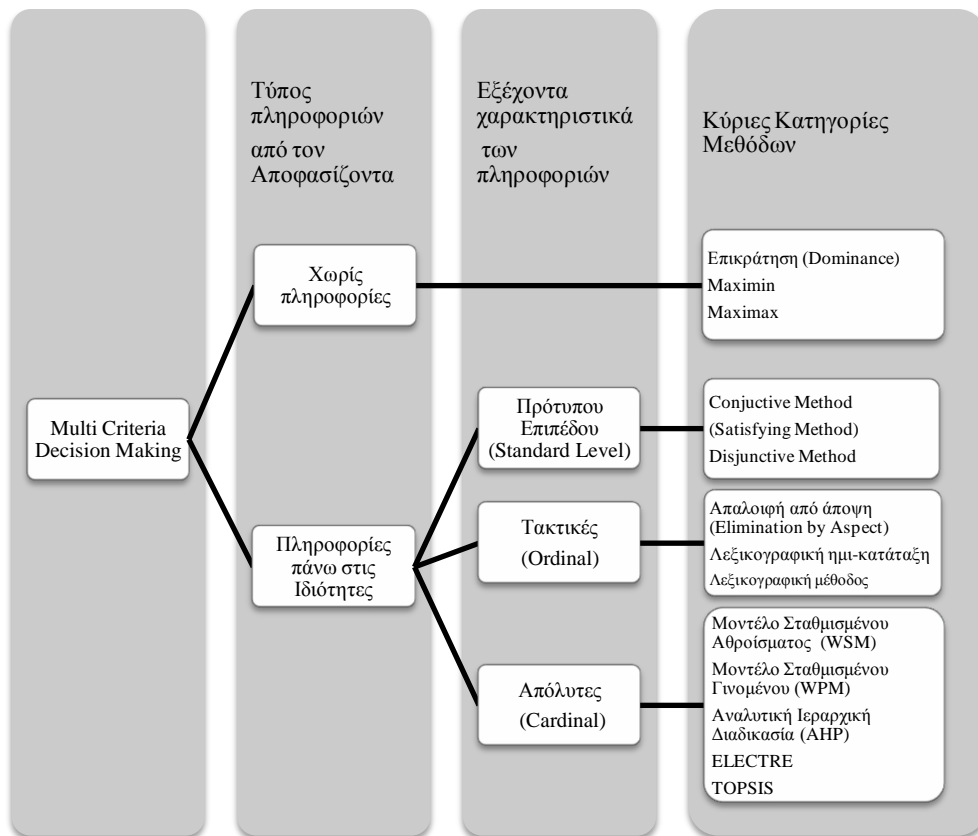 Τύπος
πληροφοριών
από τον
Αποφασίζοντα
Εξέχοντα
χαρακτηριστικά
των
πληροφοριών
Κύριες Κατηγορίες
Μεθόδων
Multi Criteria
Decision Making
Χωρίς
πληροφορίες
Επικράτηση (Dominance)
Maximin
Maximax
Πληροφορίες
πάνω στις
Ιδιότητες
Πρότυπου
Επιπέδου
(Standard Level)
Conjuctive Method
(Satisfying Method)
Disjunctive Method
Τακτικές
(Ordinal)
Απαλοιφή από άποψη
(Elimination by Aspect)
Λεξικογραφική ημι-κατάταξη
Λεξικογραφική μέθοδος
Απόλυτες
(Cardinal)
Μοντέλο Σταθμισμένου
Αθροίσματος (WSM)
Μοντέλο Σταθμισμένου
Γινομένου (WPM)
Αναλυτική Ιεραρχική
Διαδικασία (AHP)
ELECTRE
TOPSIS